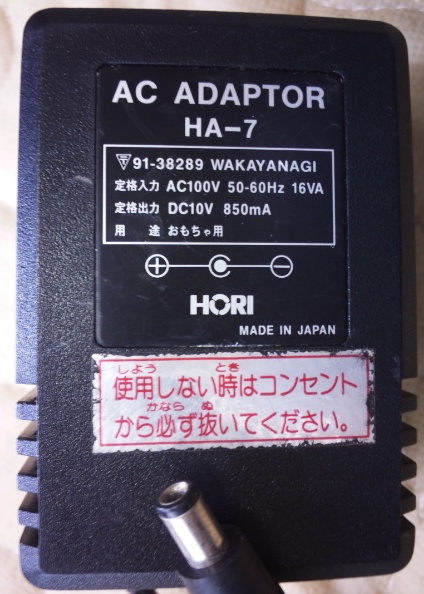 AC ADAPTOR
HA-7
91-38289 WAKAYANAGI
定格入力 AC100V 50-60Hz 16VA
定格出力 DC10V 850mA
用 途 おもちゃ用
HORI
MADE IN JAPAN
しよう とき
使用しない時はコンセント
かなら ぬ
から必ず抜いてください。